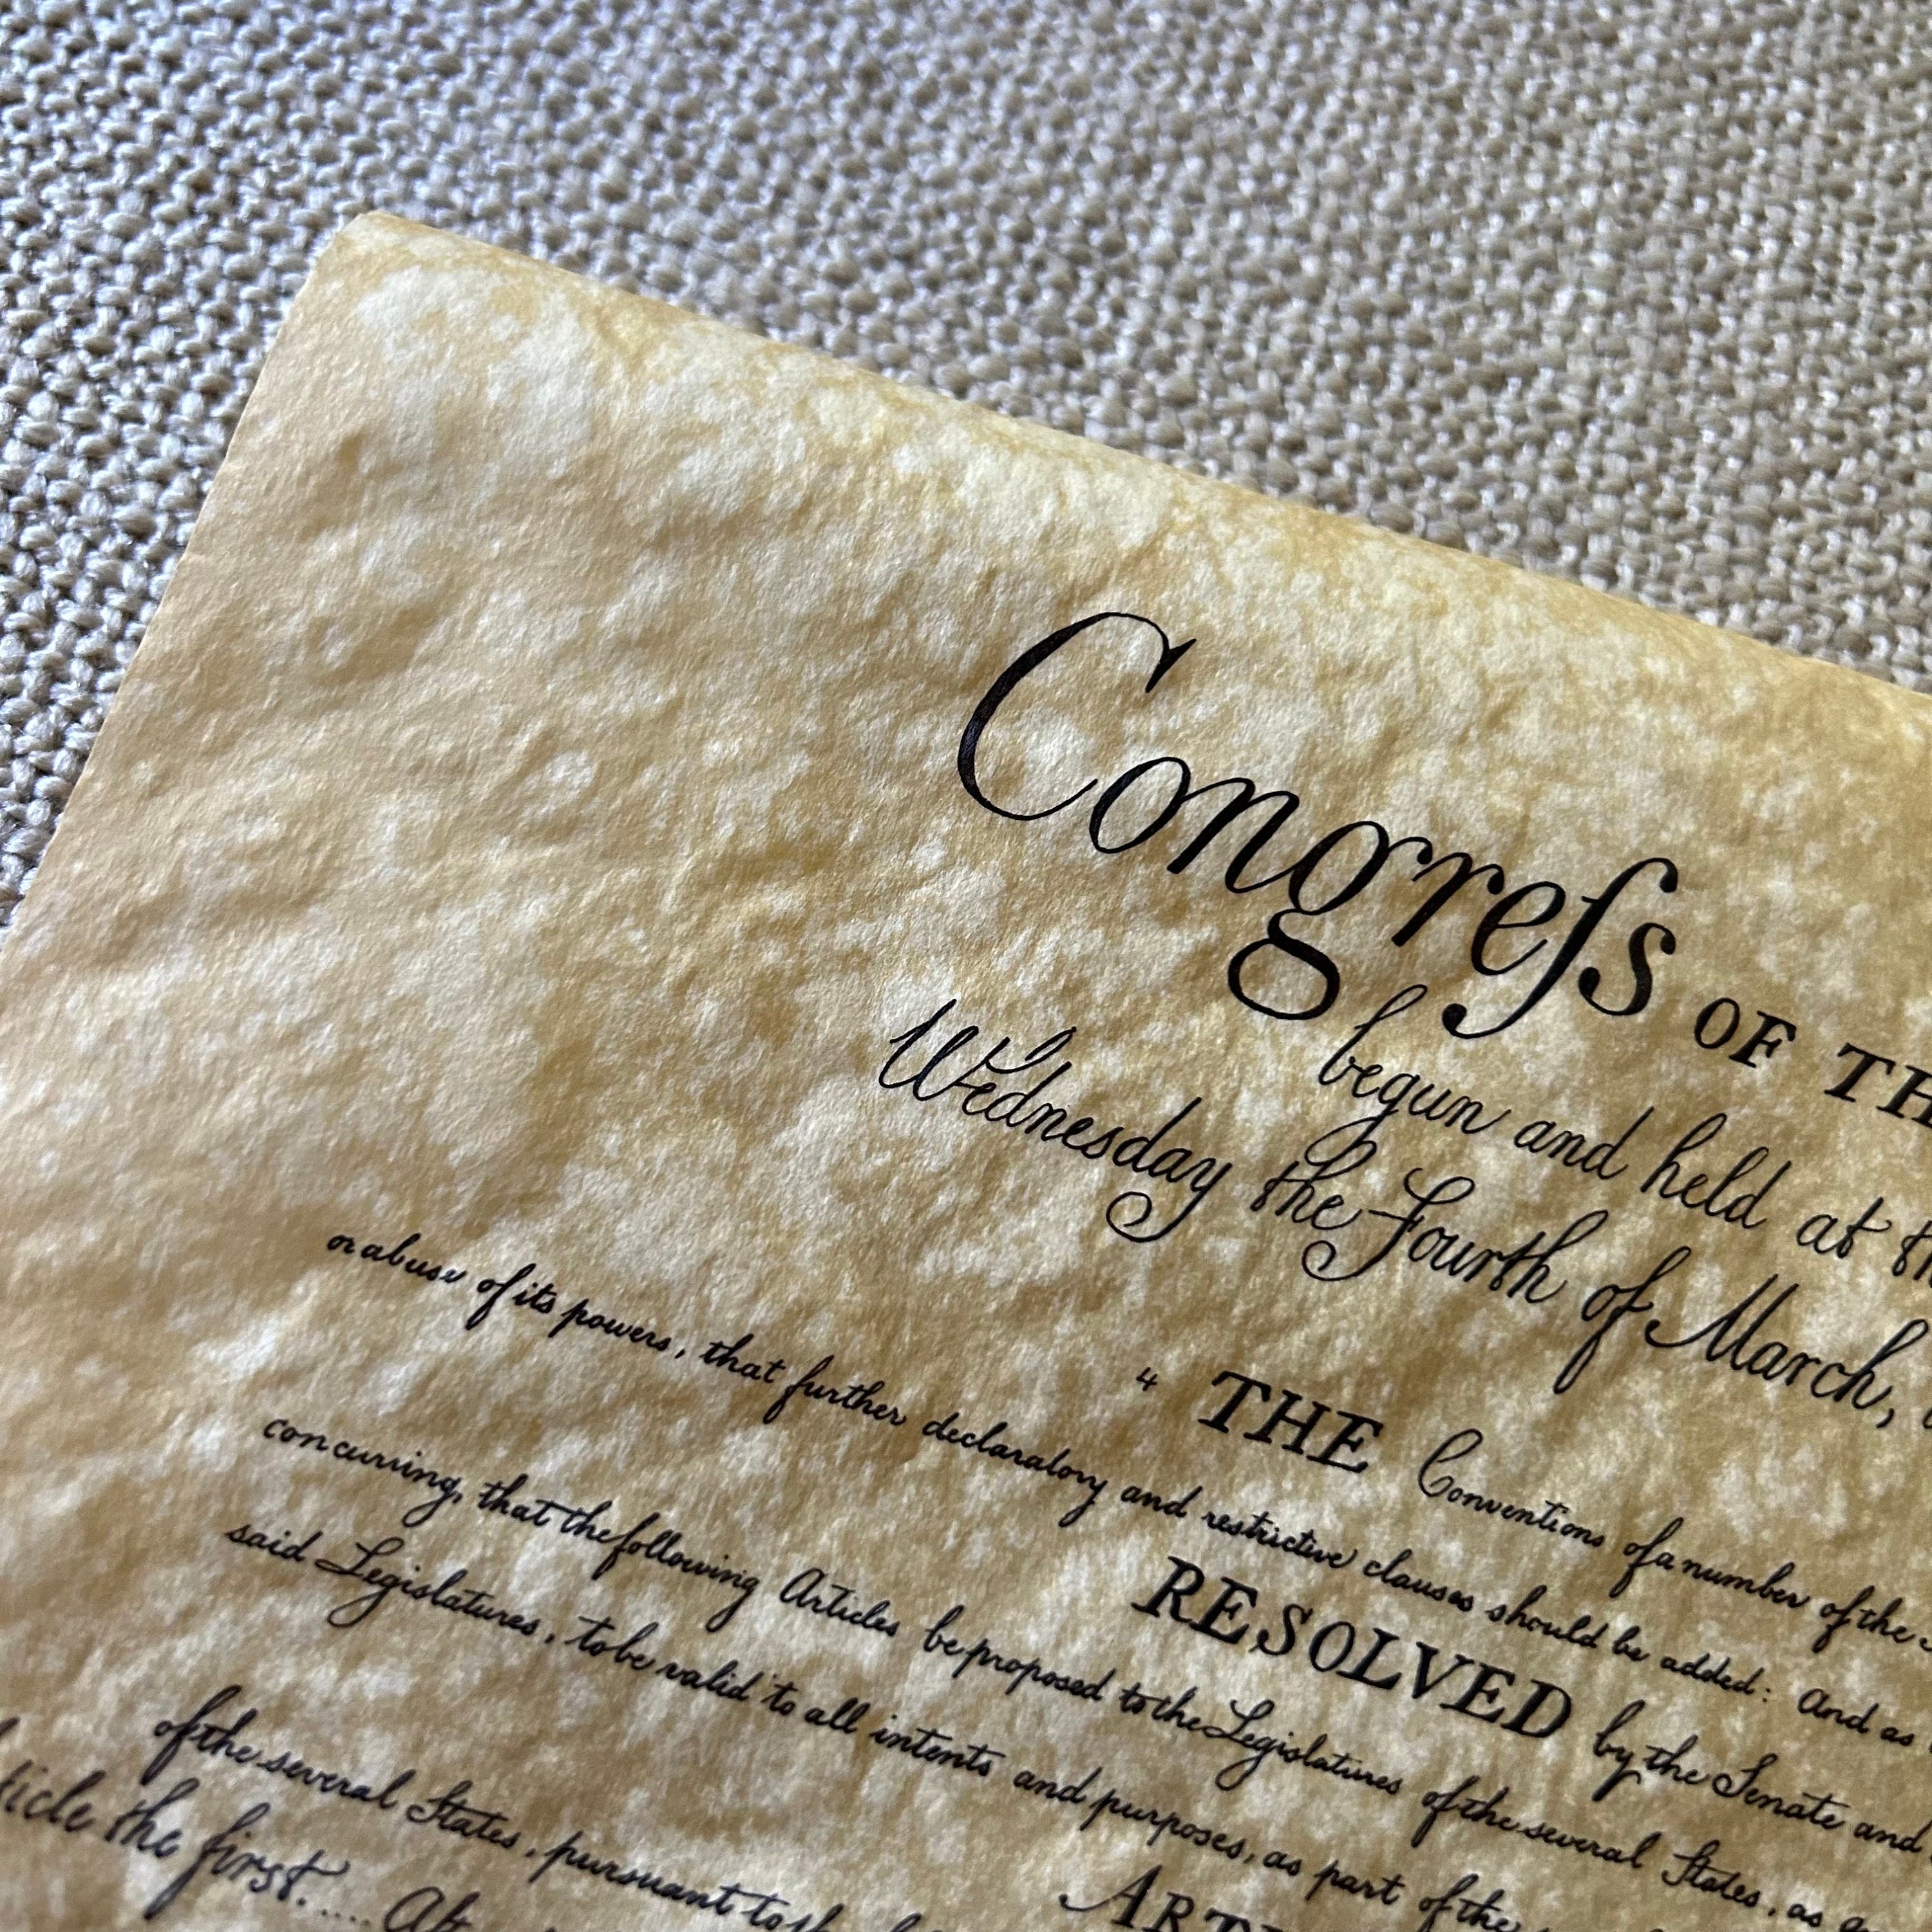 Congreſs OF TH
begun and held at th
Wednesday the Fourth of March,
“ THE Conventions of a number of the
or abuse of its powers, that further declaratory and restrictive clauses should be added: And as
RESOLVED by the Senate and
concurring, that the following Articles be proposed to the Legislatures of the several States, as
said Legislatures, to be valid to all intents and purposes, as part of the
ART
of the several States, pursuant to th
ticle the first.....